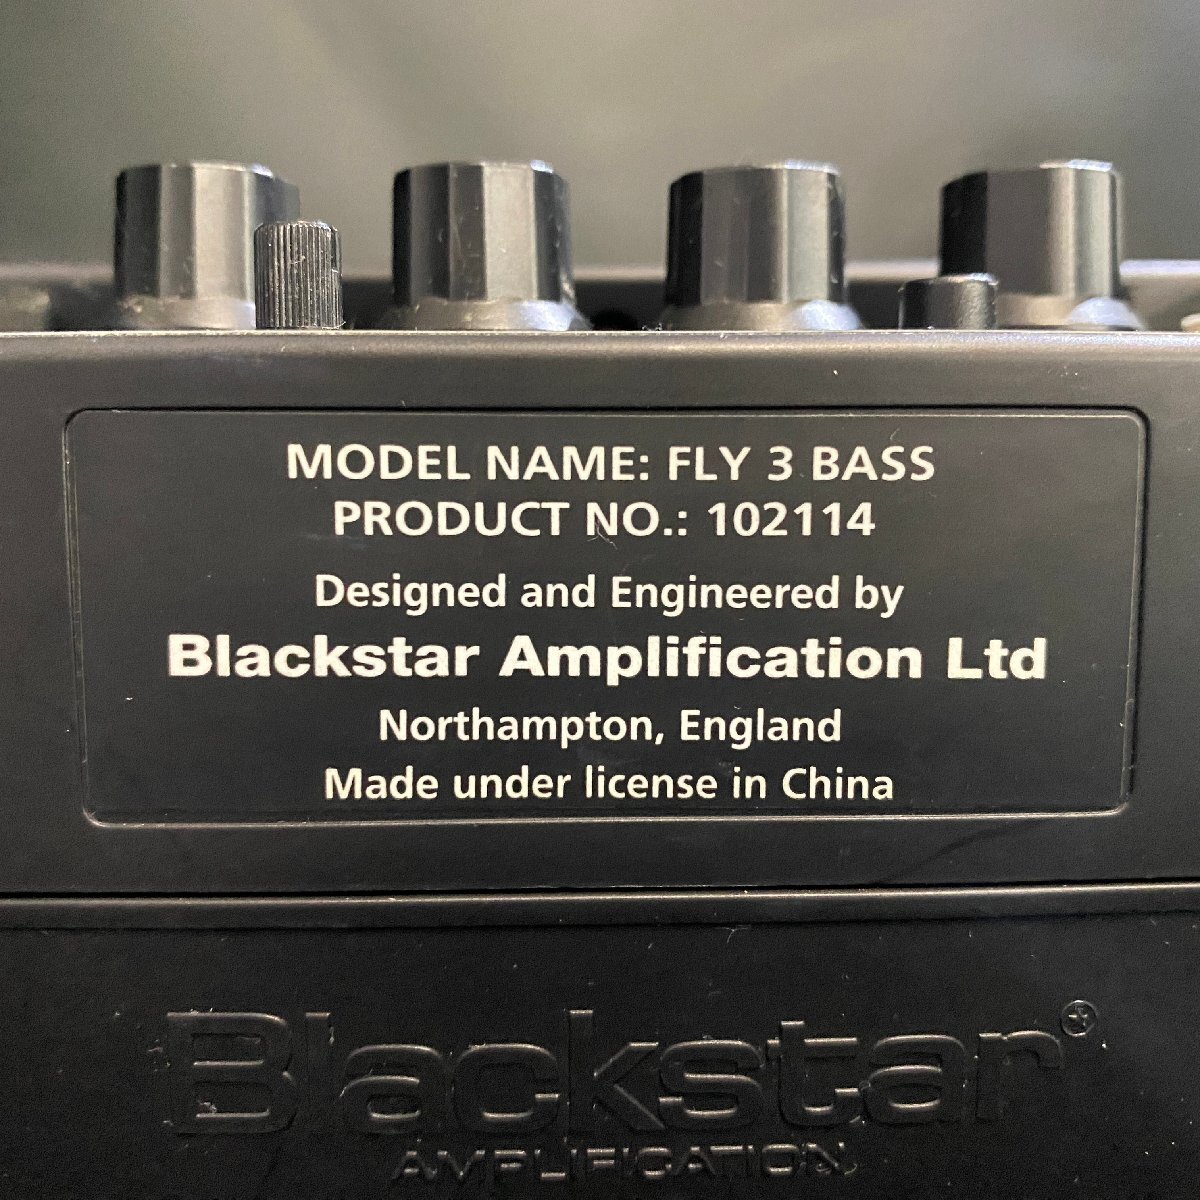 MODEL NAME: FLY 3 BASS
PRODUCT NO.: 102114
Designed and Engineered by
Blackstar Amplification Ltd
Northampton, England
Made under license in China
Blackstar®
AMPLIFICATION